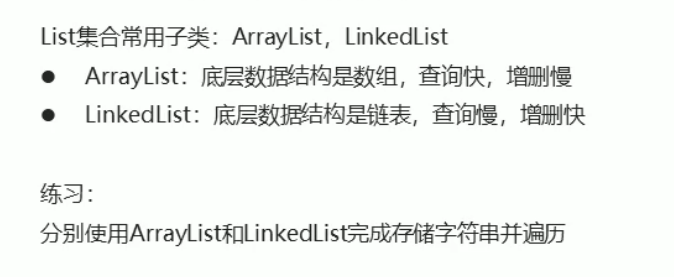 List集合常用子类：ArrayList，LinkedList
● ArrayList：底层数据结构是数组，查询快，增删慢
● LinkedList：底层数据结构是链表，查询慢，增删快
练习：
分别使用ArrayList和LinkedList完成存储字符串并遍历